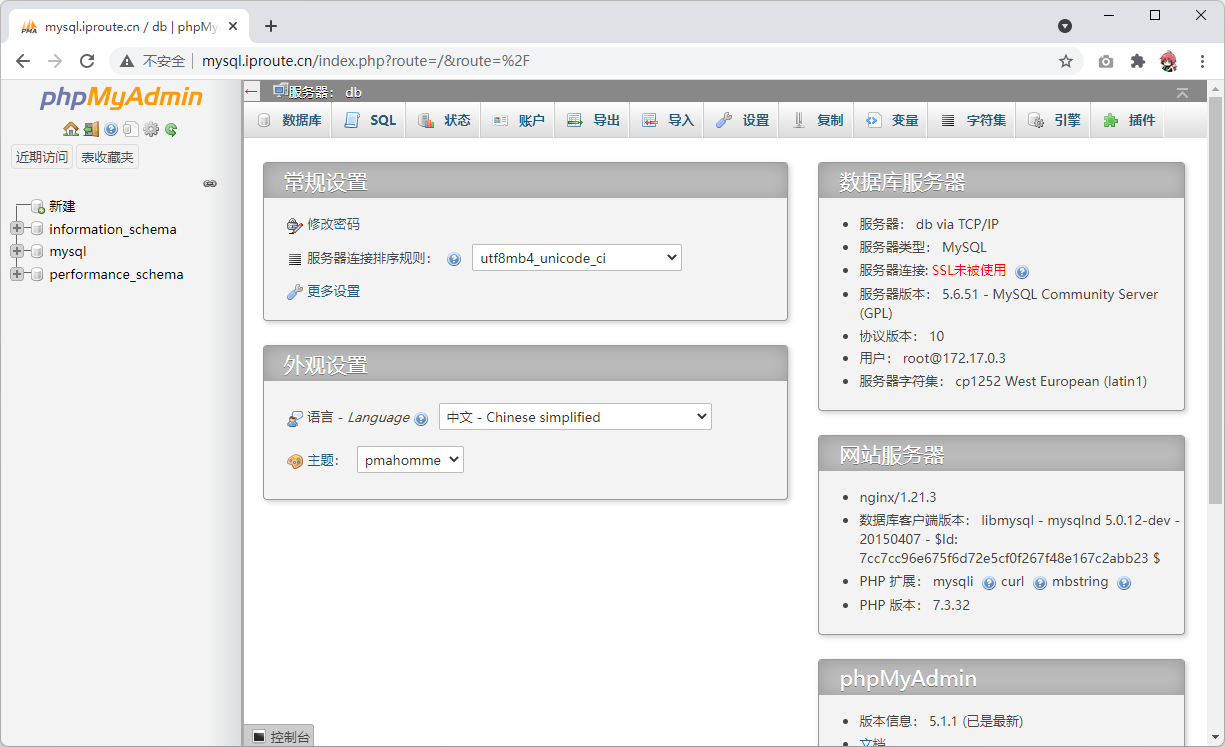 mysql.iproute.cn / db | phpMy
不安全
mysql.iproute.cn/index.php?route=/&route=%2F
phpMyAdmin
近期访问
表收藏夹
新建
information_schema
mysql
performance_schema
服务器： db
数据库
SQL
状态
账户
导出
导入
设置
复制
变量
字符集
引擎
插件
常规设置
修改密码
服务器连接排序规则：
utf8mb4_unicode_ci
更多设置
外观设置
语言 - Language
中文 - Chinese simplified
主题：
pmahomme
数据库服务器
服务器： db via TCP/IP
服务器类型： MySQL
服务器连接: SSL未被使用
服务器版本： 5.6.51 - MySQL Community Server
(GPL)
协议版本： 10
用户： root@172.17.0.3
服务器字符集： cp1252 West European (latin1)
网站服务器
nginx/1.21.3
数据库客户端版本： libmysql - mysqlnd 5.0.12-dev -
20150407 - $Id:
7cc7cc96e675f6d72e5cf0f267f48e167c2abb23 $
PHP 扩展： mysqli curl mbstring
PHP 版本： 7.3.32
phpMyAdmin
版本信息： 5.1.1 (已是最新)
文档
控制台